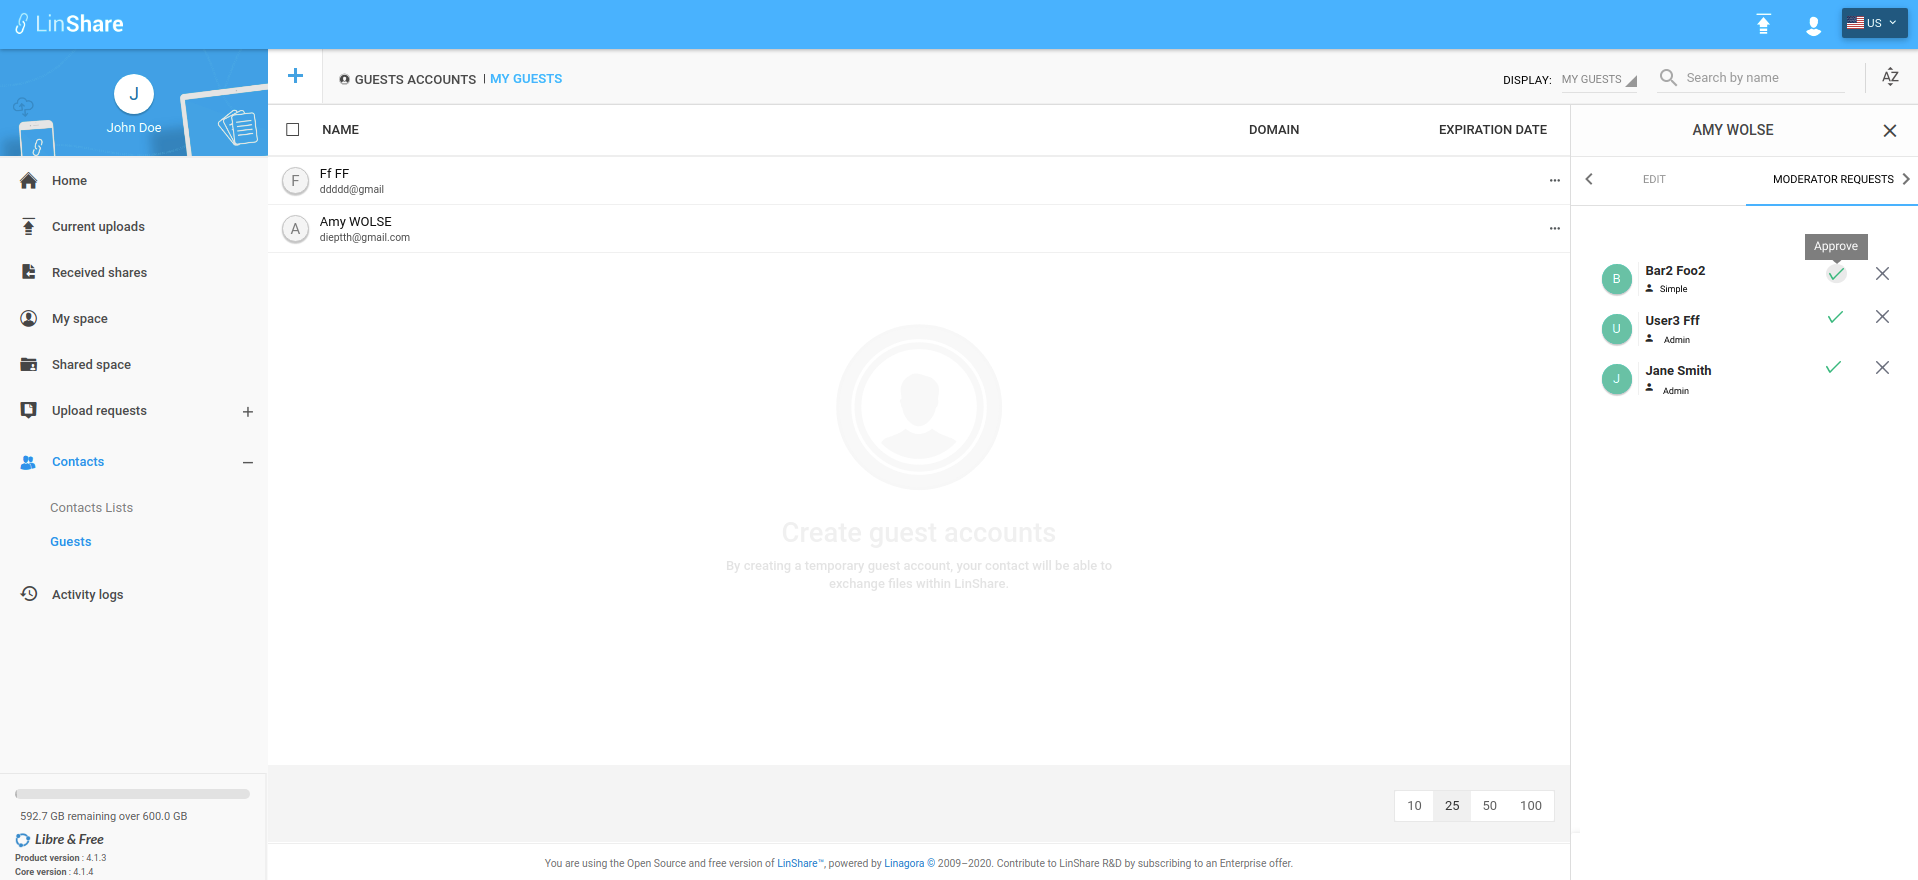 LinShare
US
J
John Doe
Home
Current uploads
Received shares
My space
Shared space
Upload requests
Contacts
Contacts Lists
Guests
Activity logs
592.7 GB remaining over 600.0 GB
Libre & Free
Product version : 4.1.3
Core version : 4.1.4
GUESTS ACCOUNTS | MY GUESTS
DISPLAY: MY GUESTS
Search by name
AZ
NAME DOMAIN EXPIRATION DATE
F
Ff FF
ddddd@gmail
A
Amy WOLSE
dieptth@gmail.com
Create guest accounts
By creating a temporary guest account, your contact will be able to
exchange files within LinShare.
10 25 50 100
You are using the Open Source and free version of LinShare™, powered by Linagora © 2009–2020. Contribute to LinShare R&D by subscribing to an Enterprise offer.
AMY WOLSE
EDIT MODERATOR REQUESTS
Approve
B
Bar2 Foo2
Simple
U
User3 Fff
Admin
J
Jane Smith
Admin